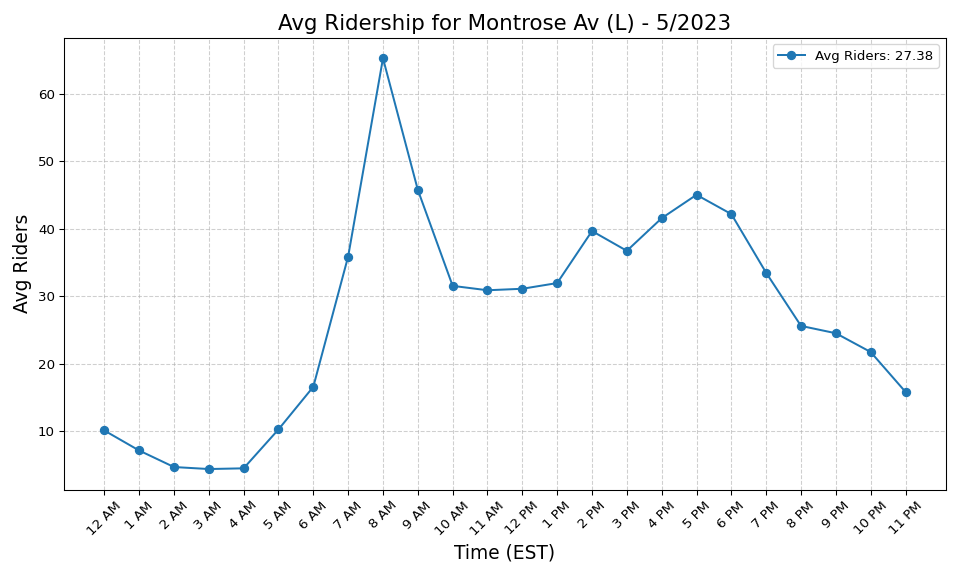 Avg Ridership for Montrose Av (L) - 5/2023
Avg Riders: 27.38
Avg Riders
60
50
40
30
20
10
12 AM
1 AM
2 AM
3 AM
4 AM
5 AM
6 AM
7 AM
8 AM
9 AM
10 AM
11 AM
12 PM
1 PM
2 PM
3 PM
4 PM
5 PM
6 PM
7 PM
8 PM
9 PM
10 PM
11 PM
Time (EST)